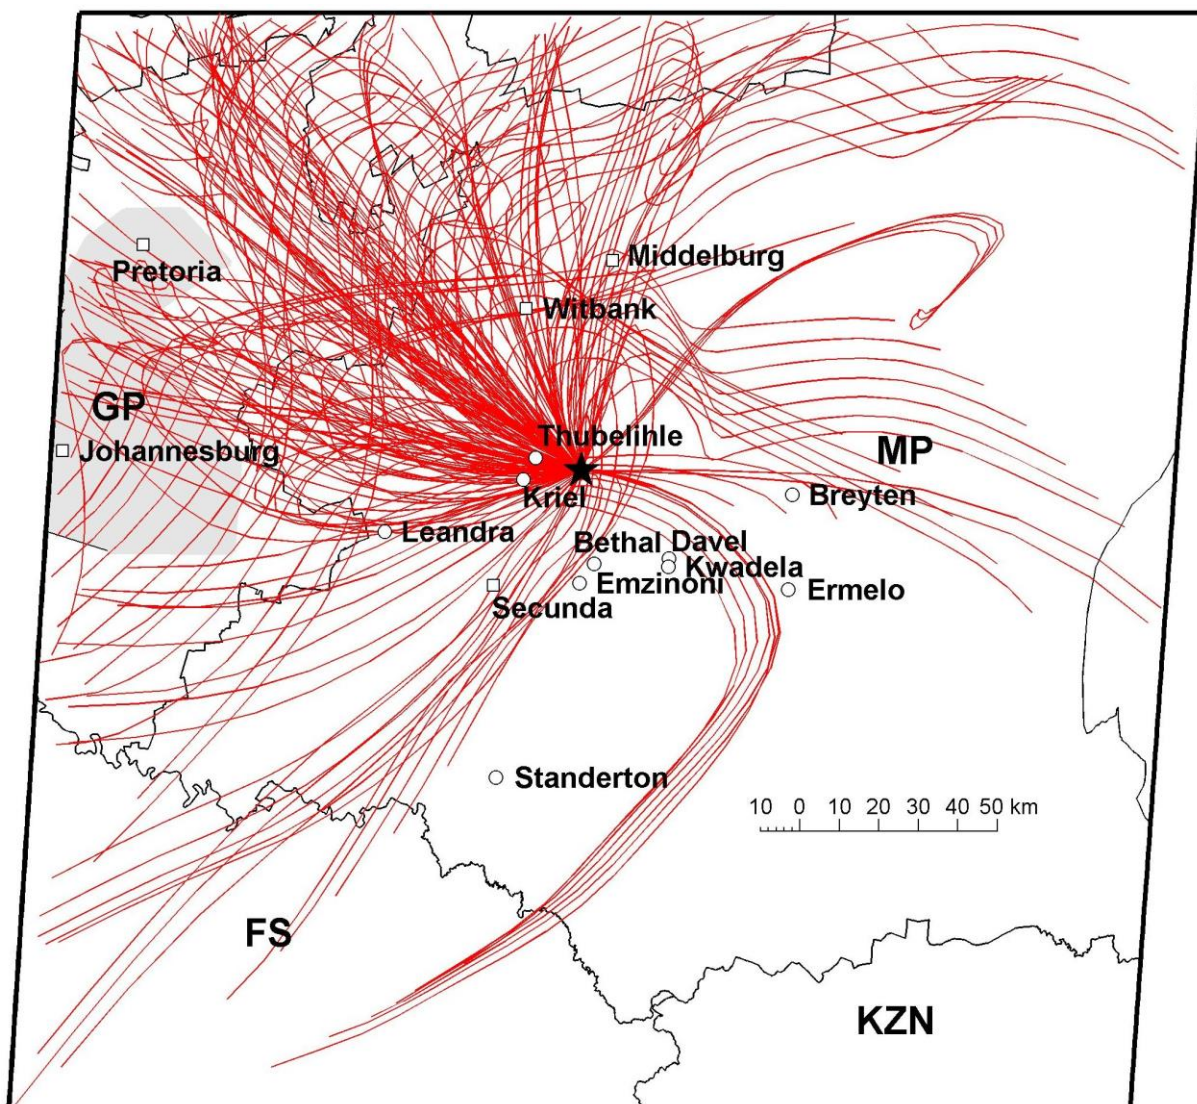 Middelburg
Pretoria
Witbank
GP
Thubelihle
Johannesburg
MP
Kriel
Breyten
Leandra
Bethal
Davel
Kwadela
Emzinoni
Ermelo
Secunda
Standerton
10 0 10 20 30 40 50 km
FS
KZN